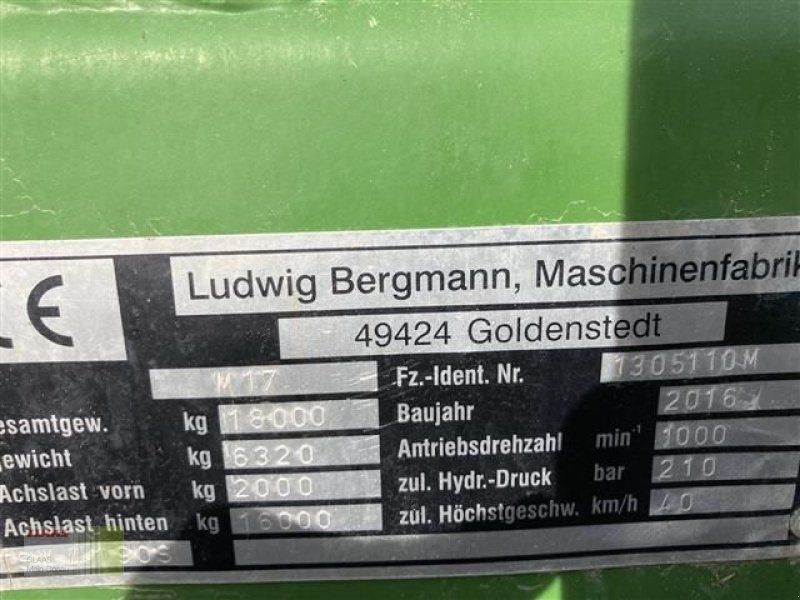 CE
Ludwig Bergmann, Maschinenfabrik
49424 Goldenstedt
M17
Fz.-Ident. Nr. 1305110M
esamtgew. kg 18000
Baujahr 2016
ewicht kg 6320
Antriebsdrehzahl min-1 1000
Achslast vorn kg 2000
zul. Hydr.-Druck bar 210
Achslast hinten kg 16000
zul. Höchstgeschw. km/h 40